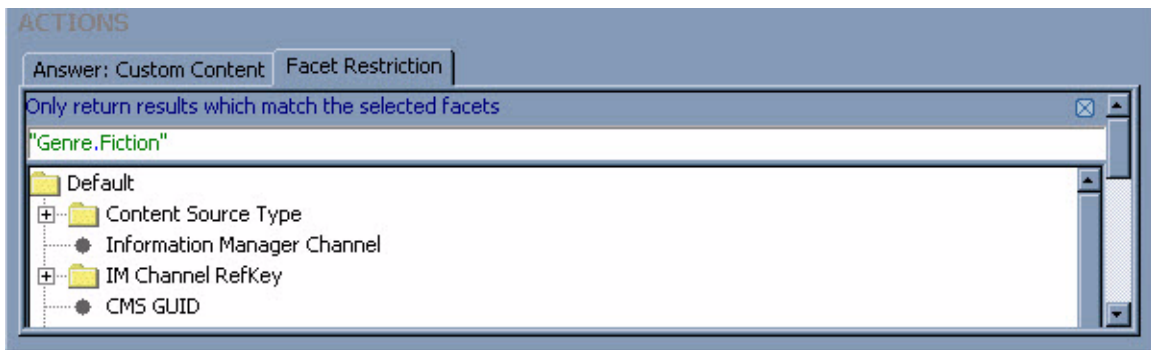 ACTIONS
Answer: Custom Content Facet Restriction
Only return results which match the selected facets
"Genre.Fiction"
Default
Content Source Type
Information Manager Channel
IM Channel RefKey
CMS GUID